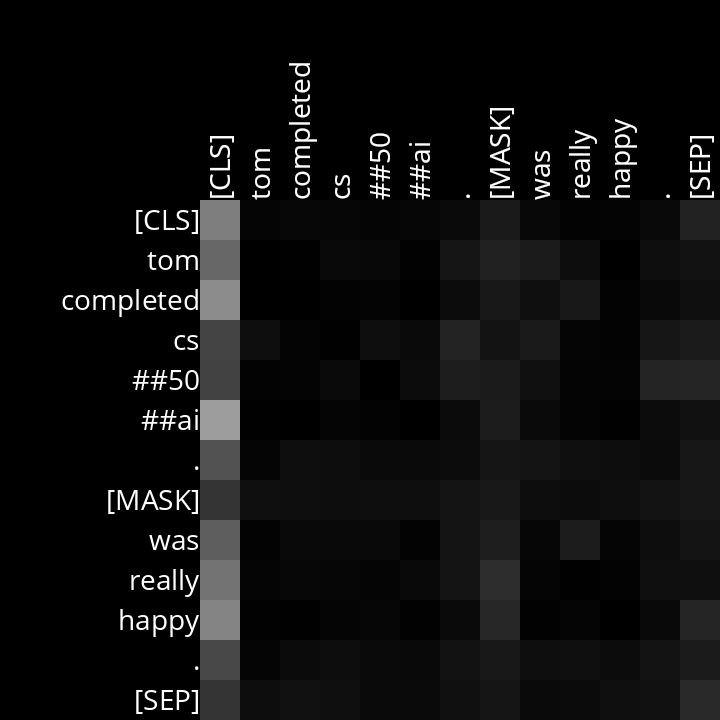 [CLS] tom completed cs ##50 ##ai . [MASK] was really happy . [SEP]
[CLS]
tom
completed
cs
##50
##ai
.
[MASK]
was
really
happy
.
[SEP]